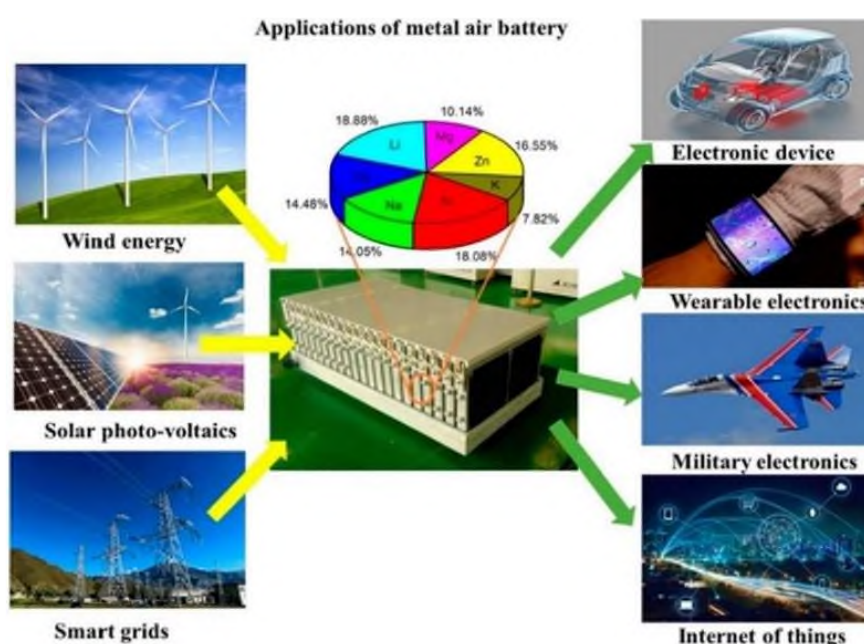 Applications of metal air battery
18.88%
10.14%
Li
Mg
16.55%
Zn
K
14.48%
Na
7.82%
14.05%
18.08%
Wind energy
Solar photo-voltaics
Smart grids
Electronic device
Wearable electronics
Military electronics
Internet of things